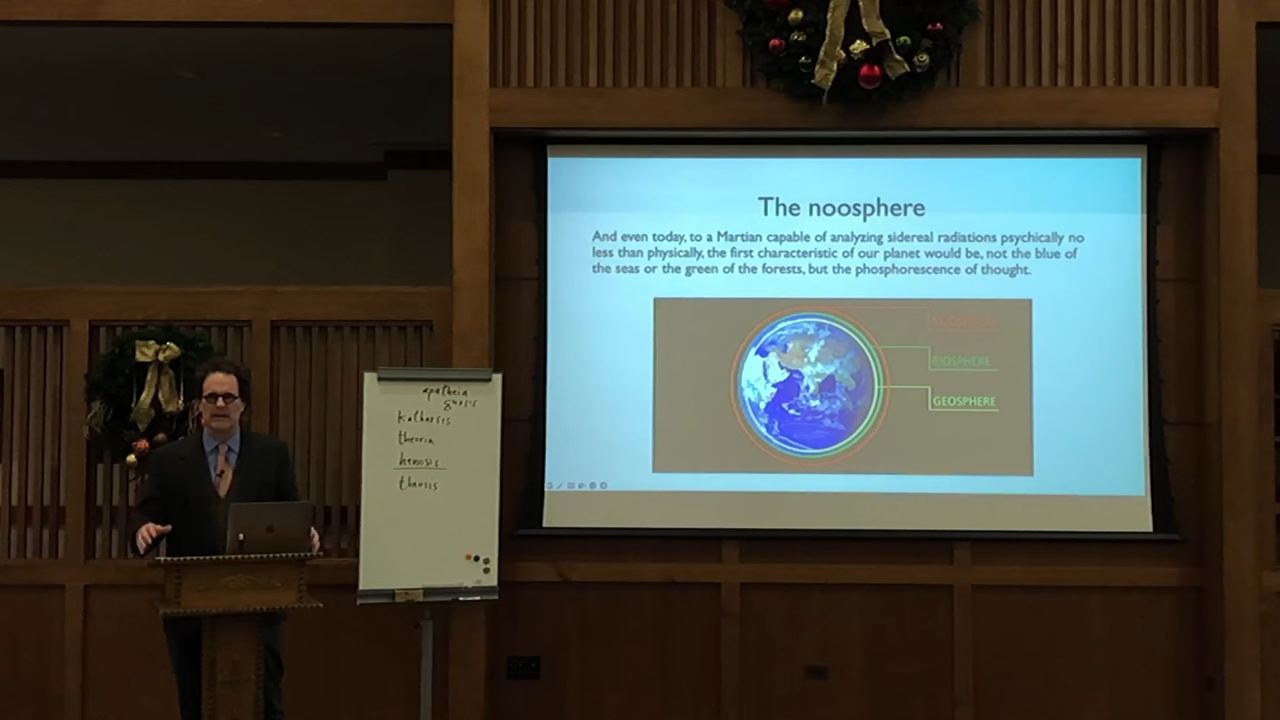 apatheia
gnosis
Katharsis
theoria
henosis
theosis
The noosphere
And even today, to a Martian capable of analyzing sidereal radiations psychically no
less than physically, the first characteristic of our planet would be, not the blue of
the seas or the green of the forests, but the phosphorescence of thought.
NOOSPHERE
BIOSPHERE
GEOSPHERE